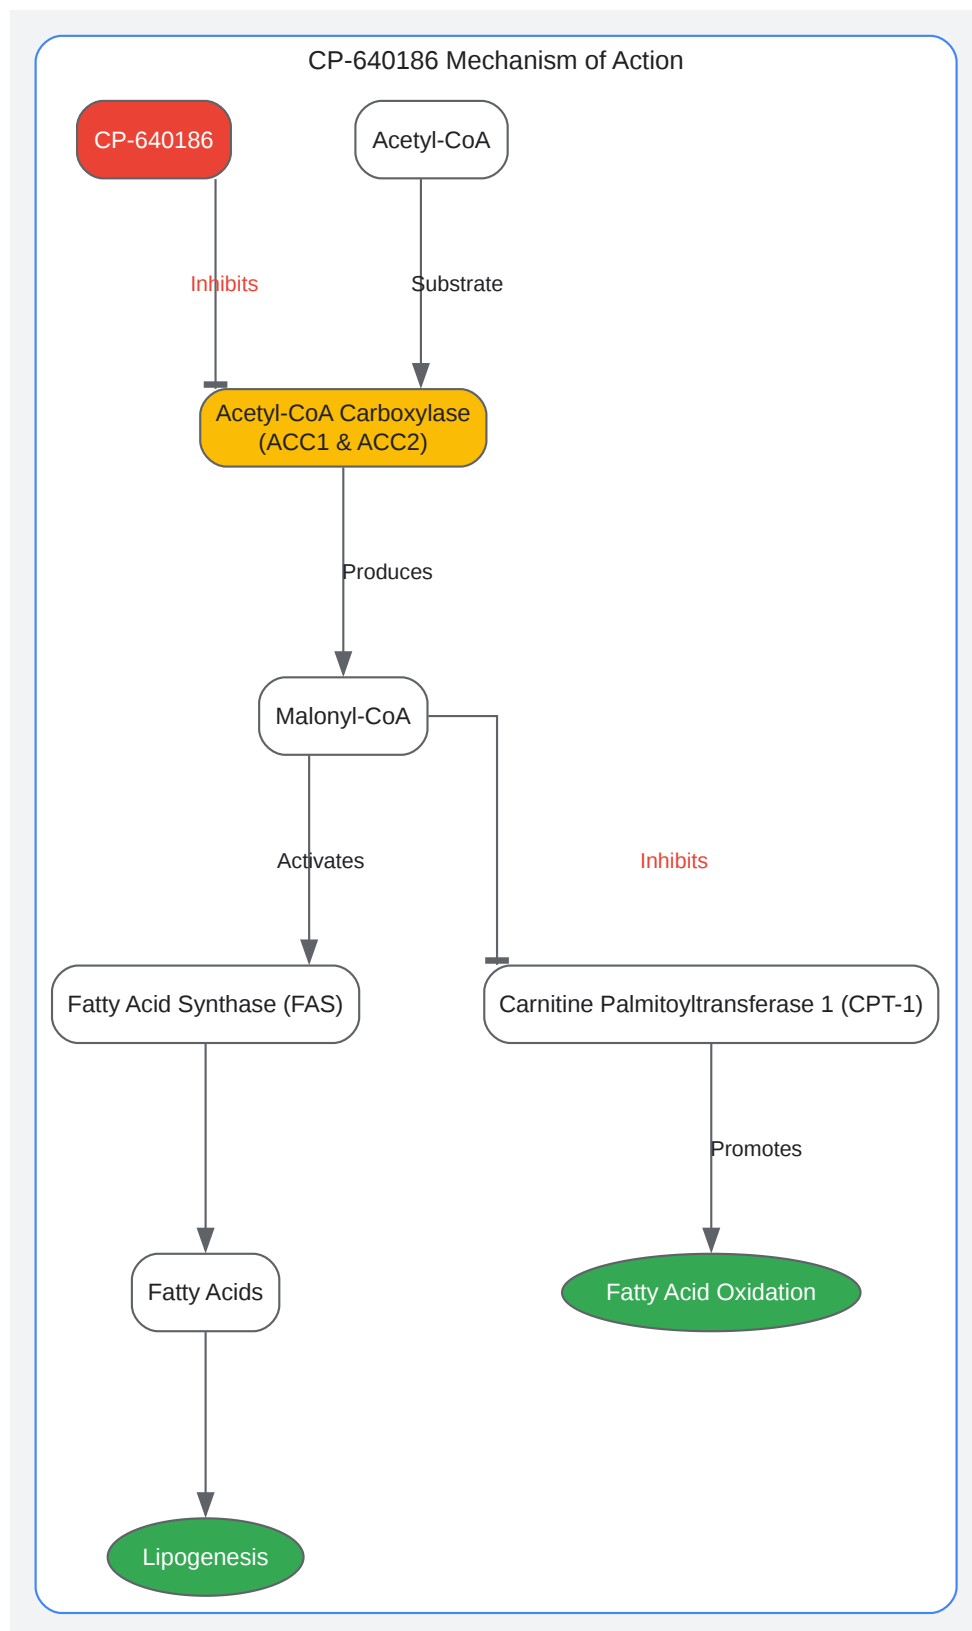 CP-640186 Mechanism of Action
CP-640186
Acetyl-CoA
Inhibits
Substrate
Acetyl-CoA Carboxylase
(ACC1 & ACC2)
Produces
Malonyl-CoA
Activates
Inhibits
Fatty Acid Synthase (FAS)
Carnitine Palmitoyltransferase 1 (CPT-1)
Promotes
Fatty Acids
Fatty Acid Oxidation
Lipogenesis